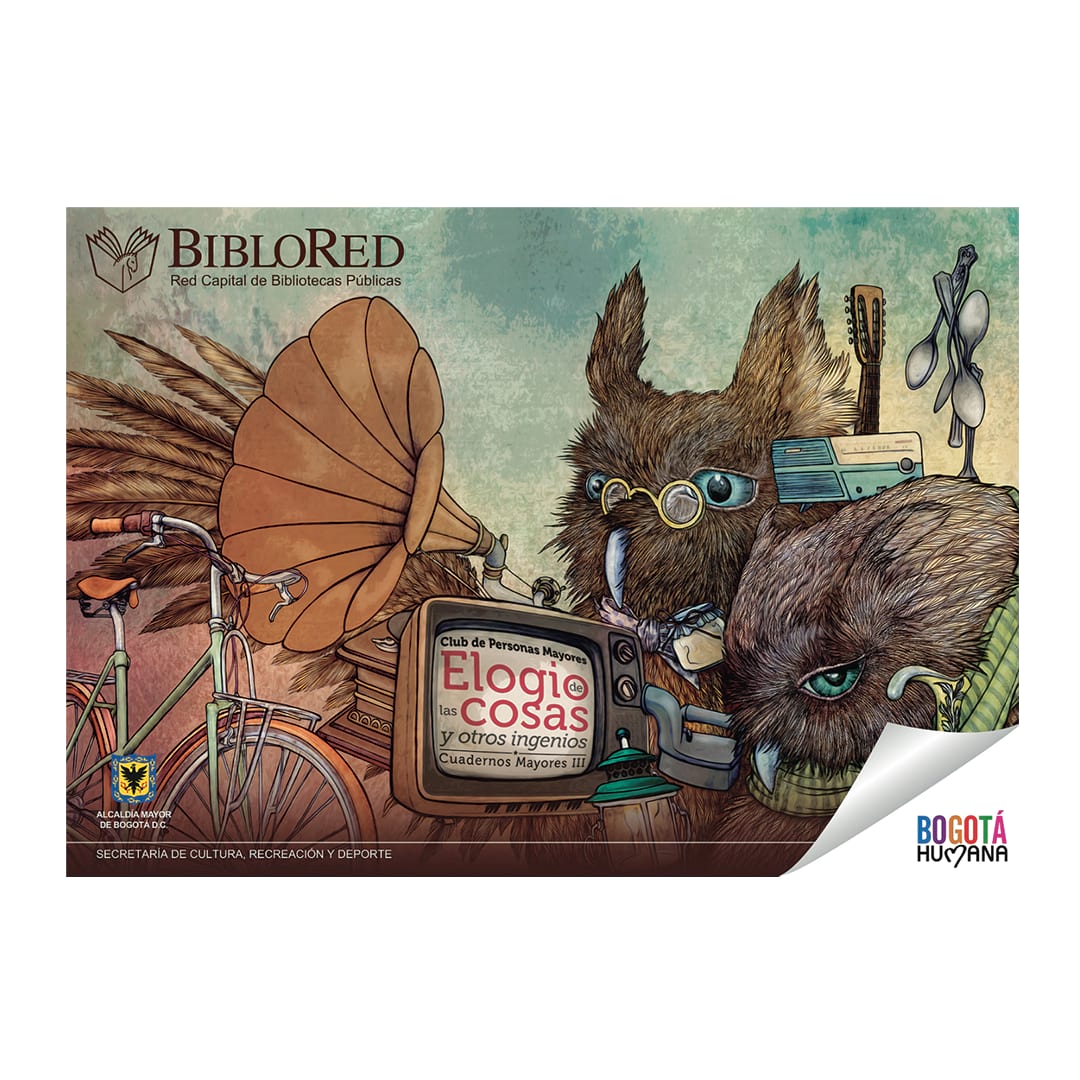 BIBLORED
Red Capital de Bibliotecas Públicas
Club de Personas Mayores
Elogio de
las cosas
y otros ingenios
Cuadernos Mayores III
ALCALDÍA MAYOR
DE BOGOTÁ D.C.
SECRETARÍA DE CULTURA, RECREACIÓN Y DEPORTE
BOGOTÁ
HUMANA